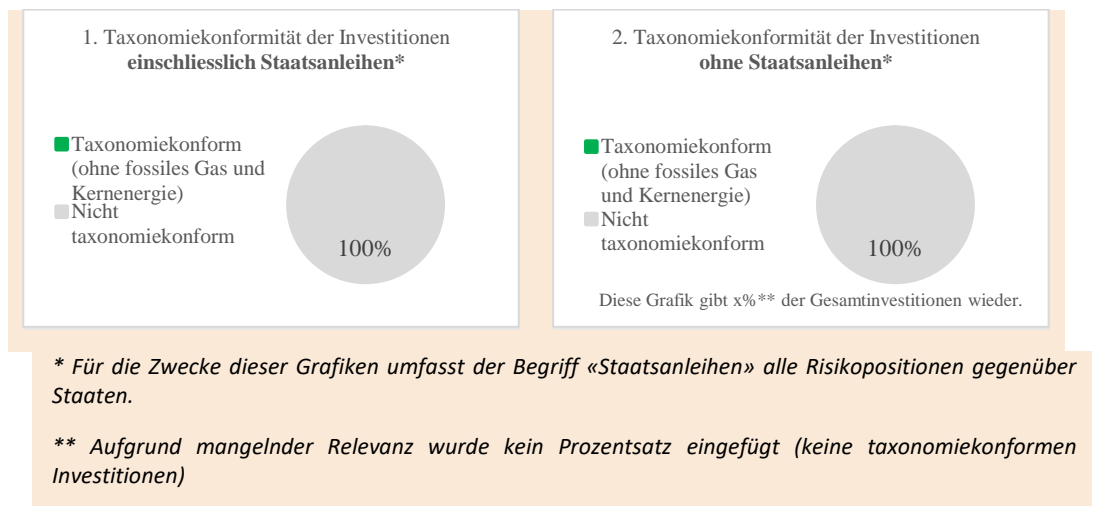 1. Taxonomiekonformität der Investitionen
einschliesslich Staatsanleihen*
Taxonomiekonform
(ohne fossiles Gas und
Kernenergie)
Nicht
taxonomiekonform
100%
2. Taxonomiekonformität der Investitionen
ohne Staatsanleihen*
Taxonomiekonform
(ohne fossiles Gas
und Kernenergie)
Nicht
taxonomiekonform
100%
Diese Grafik gibt x%** der Gesamtinvestitionen wieder.
* Für die Zwecke dieser Grafiken umfasst der Begriff «Staatsanleihen» alle Risikopositionen gegenüber
Staaten.
** Aufgrund mangelnder Relevanz wurde kein Prozentsatz eingefügt (keine taxonomiekonformen
Investitionen)